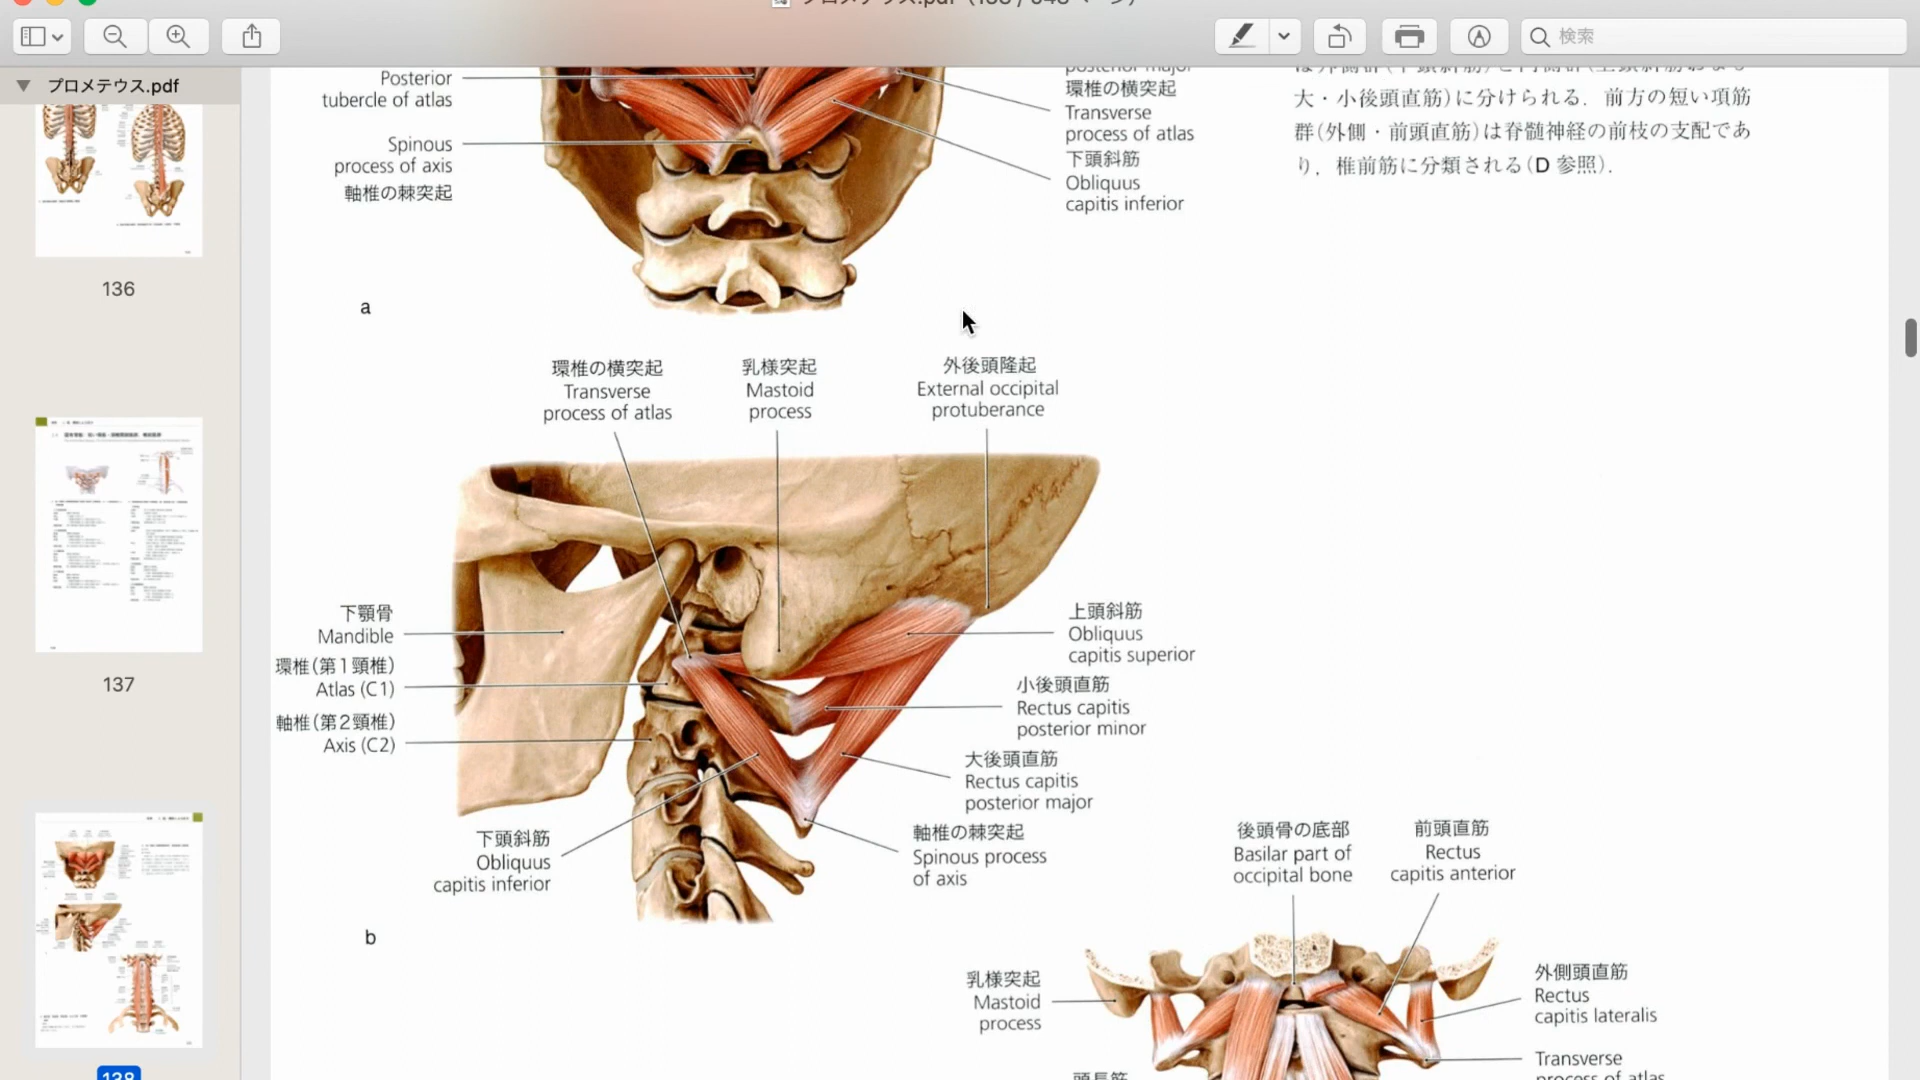 検索
プロメテウス.pdf
136
137
138
Posterior
tubercle of atlas
Spinous
process of axis
軸椎の棘突起
posterior major
環椎の横突起
Transverse
process of atlas
下頭斜筋
Obliquus
capitis inferior
大・小後頭直筋)に分けられる．前方の短い項筋
群(外側・前頭直筋)は脊髄神経の前枝の支配であ
り，椎前筋に分類される(D 参照)．
a
環椎の横突起
Transverse
process of atlas
乳様突起
Mastoid
process
外後頭隆起
External occipital
protuberance
下顎骨
Mandible
環椎(第1頸椎)
Atlas (C1)
軸椎(第2頸椎)
Axis (C2)
下頭斜筋
Obliquus
capitis inferior
上頭斜筋
Obliquus
capitis superior
小後頭直筋
Rectus capitis
posterior minor
大後頭直筋
Rectus capitis
posterior major
軸椎の棘突起
Spinous process
of axis
b
後頭骨の底部
Basilar part of
occipital bone
前頭直筋
Rectus
capitis anterior
乳様突起
Mastoid
process
外側頭直筋
Rectus
capitis lateralis
Transverse
process of atlas
頭長筋